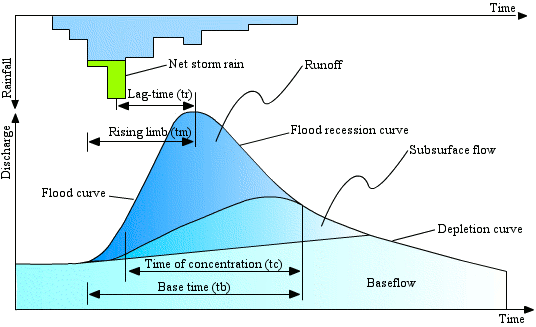 Time
Rainfall
Net storm rain
Runoff
Lag-time (tr)
Discharge
Rising limb (tm)
Flood recession curve
Subsurface flow
Flood curve
Depletion curve
Time of concentration (tc)
Base time (tb)
Baseflow
Time